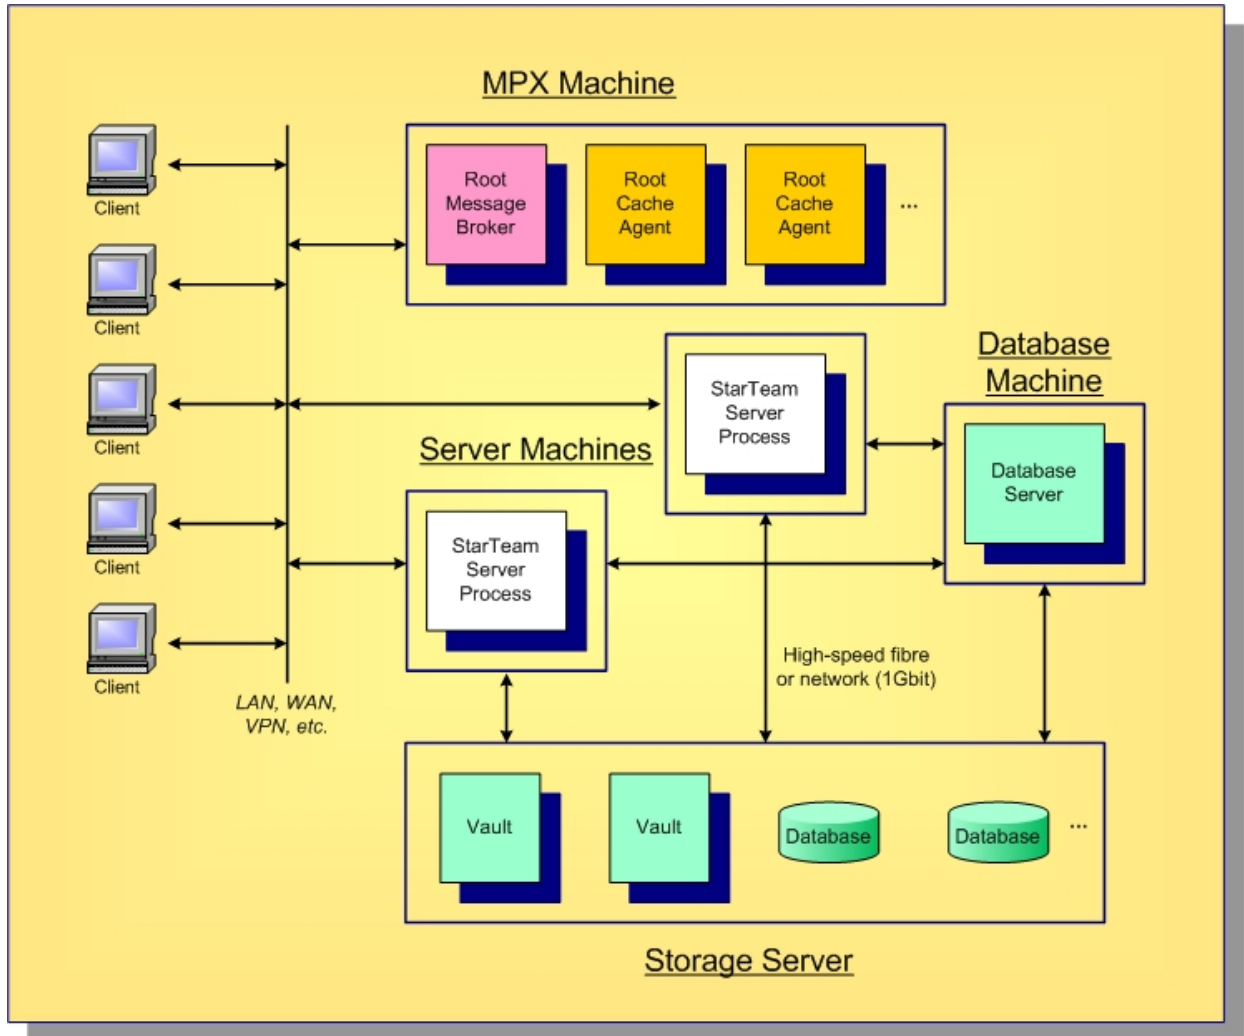 MPX Machine
Client
Client
Client
Client
Client
LAN, WAN,
VPN, etc.
Root
Message
Broker
Root
Cache
Agent
Root
Cache
Agent
...
StarTeam
Server
Process
Database
Machine
Database
Server
Server Machines
StarTeam
Server
Process
High-speed fibre
or network (1Gbit)
Vault
Vault
Database
Database
...
Storage Server